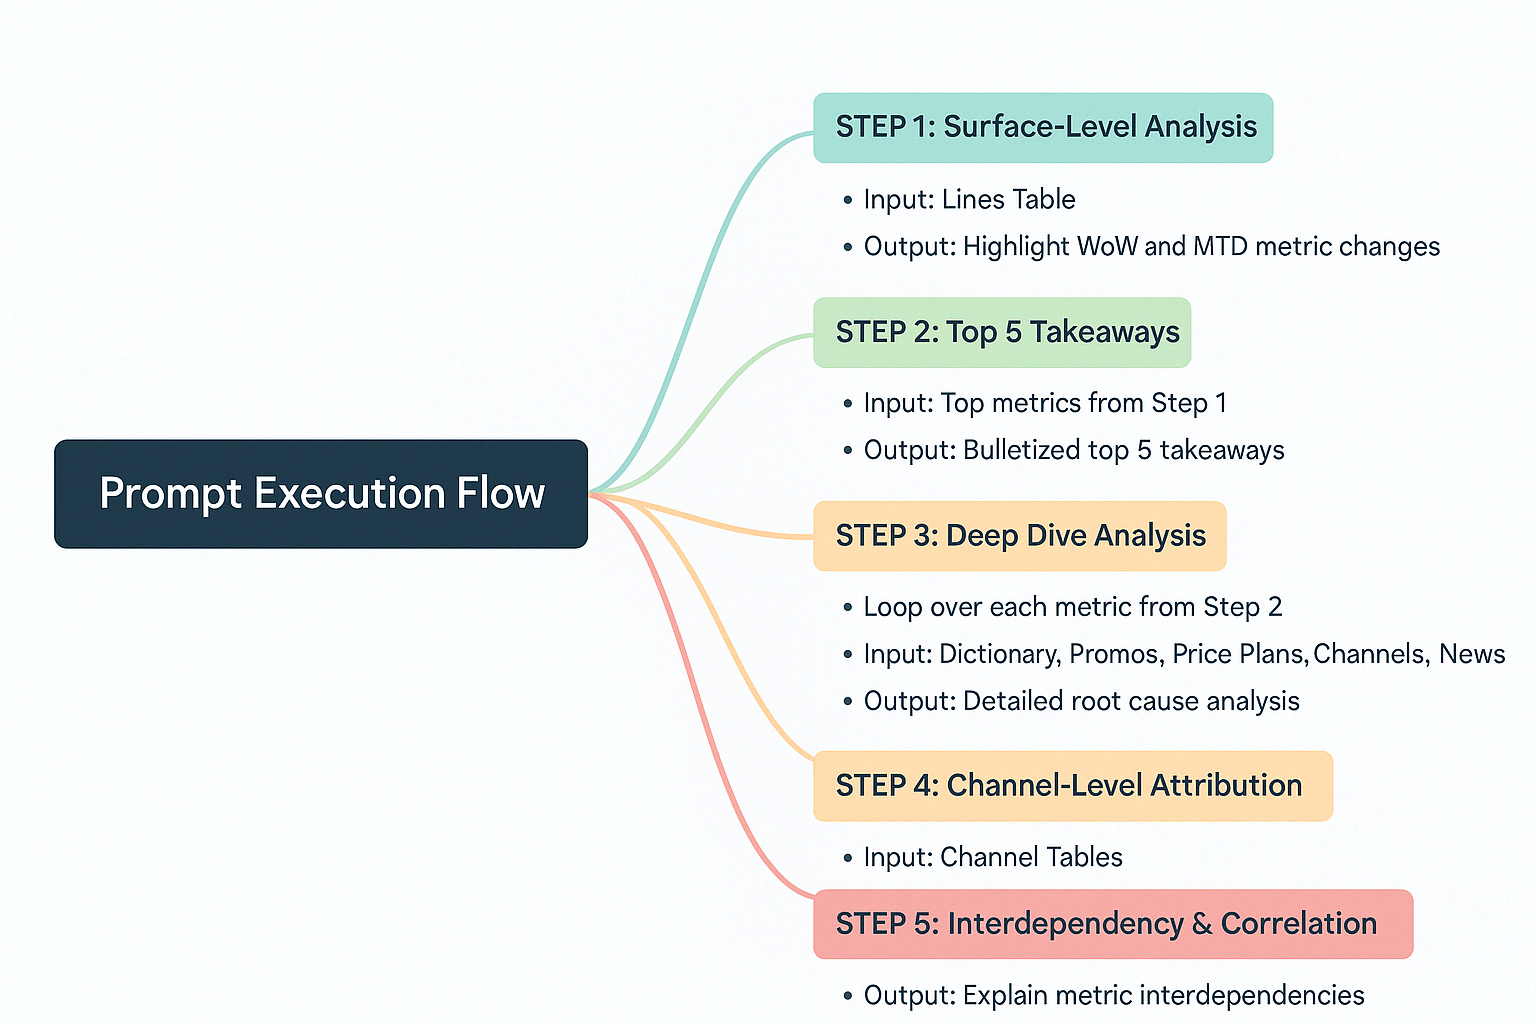 Prompt Execution Flow
STEP 1: Surface-Level Analysis
• Input: Lines Table
• Output: Highlight WoW and MTD metric changes
STEP 2: Top 5 Takeaways
• Input: Top metrics from Step 1
• Output: Bulletized top 5 takeaways
STEP 3: Deep Dive Analysis
• Loop over each metric from Step 2
• Input: Dictionary, Promos, Price Plans, Channels, News
• Output: Detailed root cause analysis
STEP 4: Channel-Level Attribution
• Input: Channel Tables
STEP 5: Interdependency & Correlation
• Output: Explain metric interdependencies